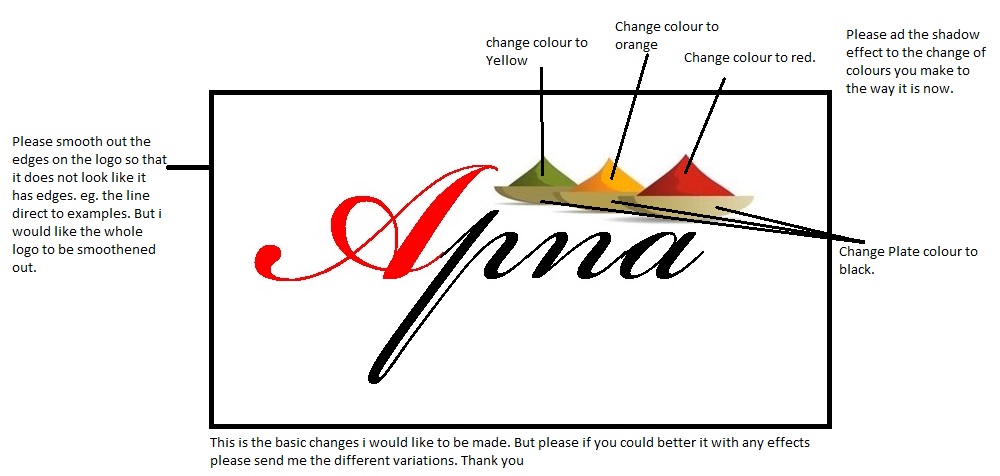 change colour to
Yellow
Change colour to
orange
Change colour to red.
Please ad the shadow
effect to the change of
colours you make to
the way it is now.
Please smooth out the
edges on the logo so that
it does not look like it
has edges. eg. the line
direct to examples. But i
would like the whole
logo to be smoothened
out.
Apna
Change Plate colour to
black.
This is the basic changes i would like to be made. But please if you could better it with any effects
please send me the different variations. Thank you